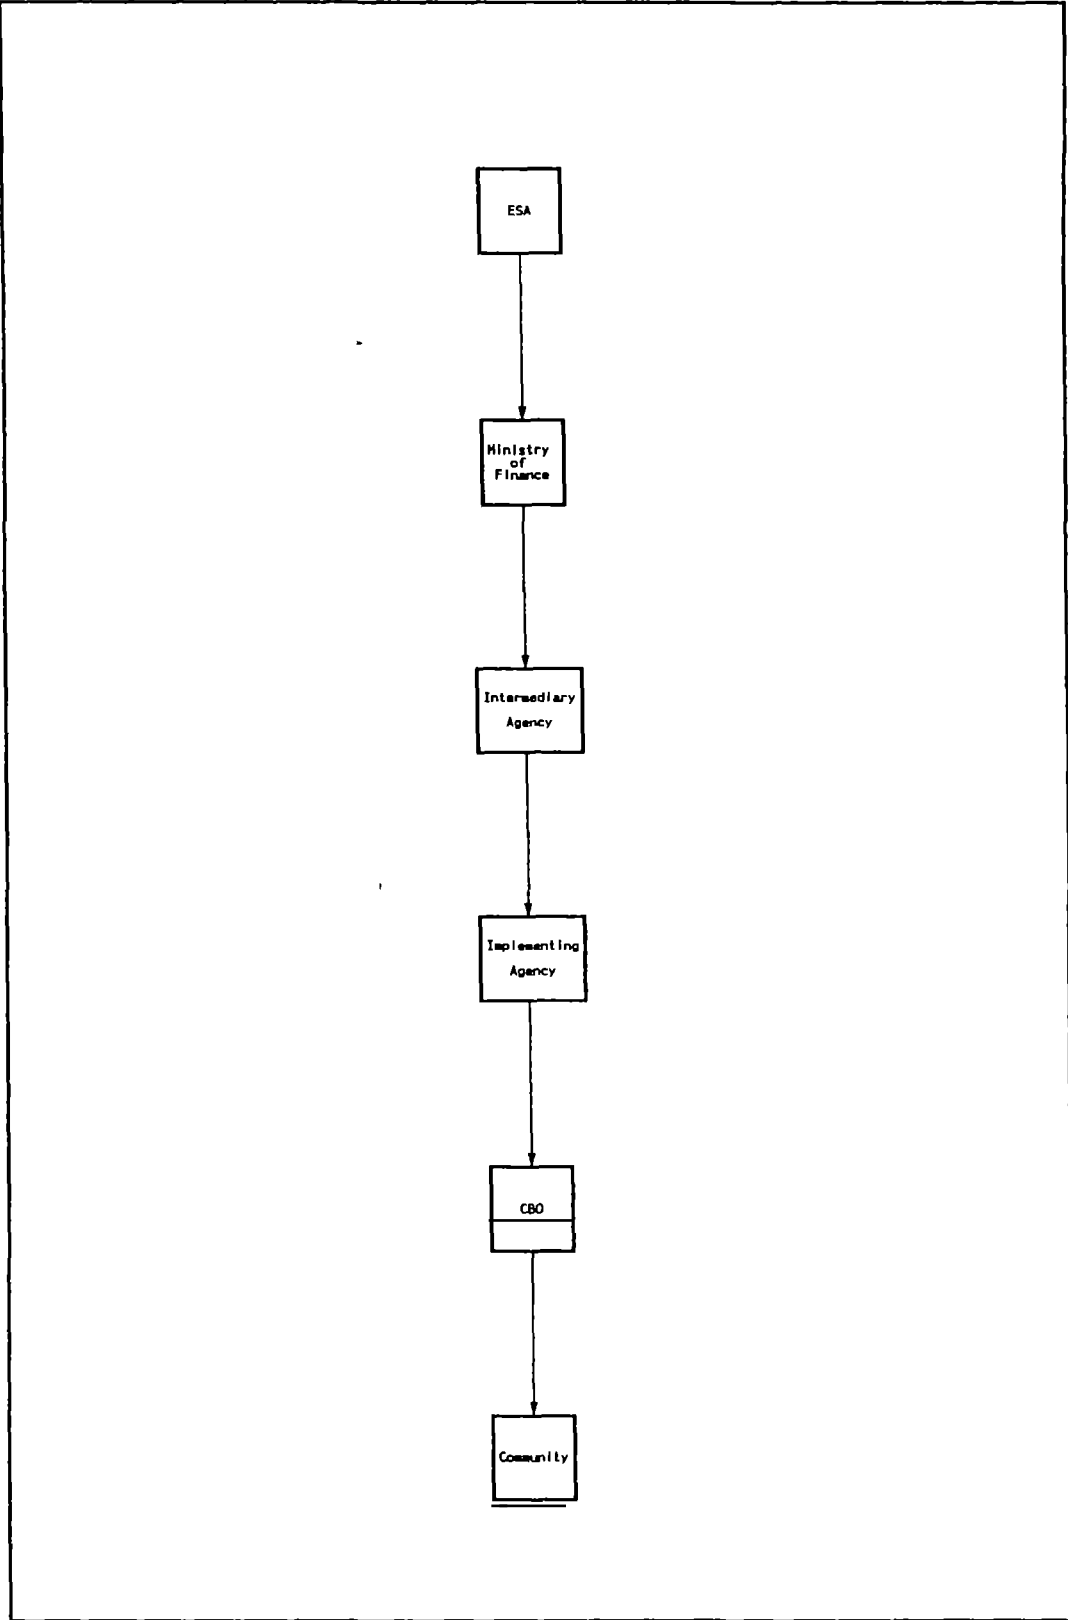 ESA
Ministry
of
Finance
Intermediary
Agency
Implementing
Agency
CBO
Community